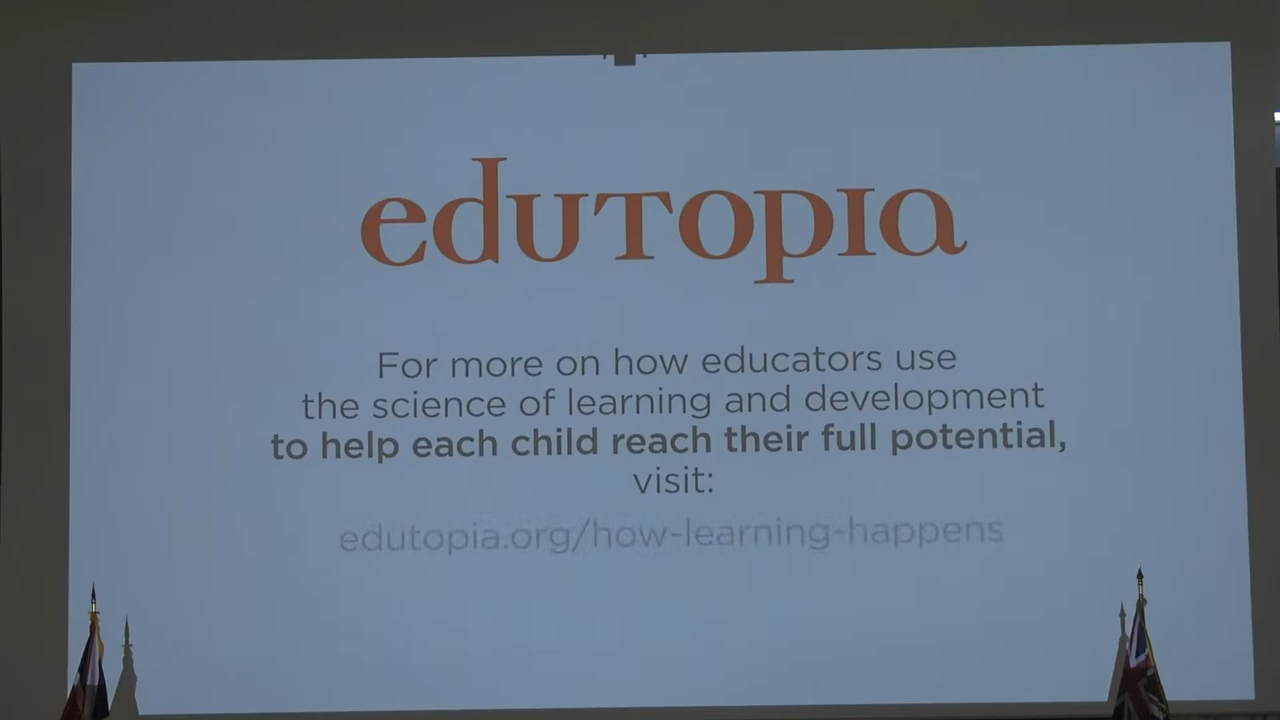 eduTopia
For more on how educators use
the science of learning and development
to help each child reach their full potential,
visit:
edutopia.org/how-learning-happens